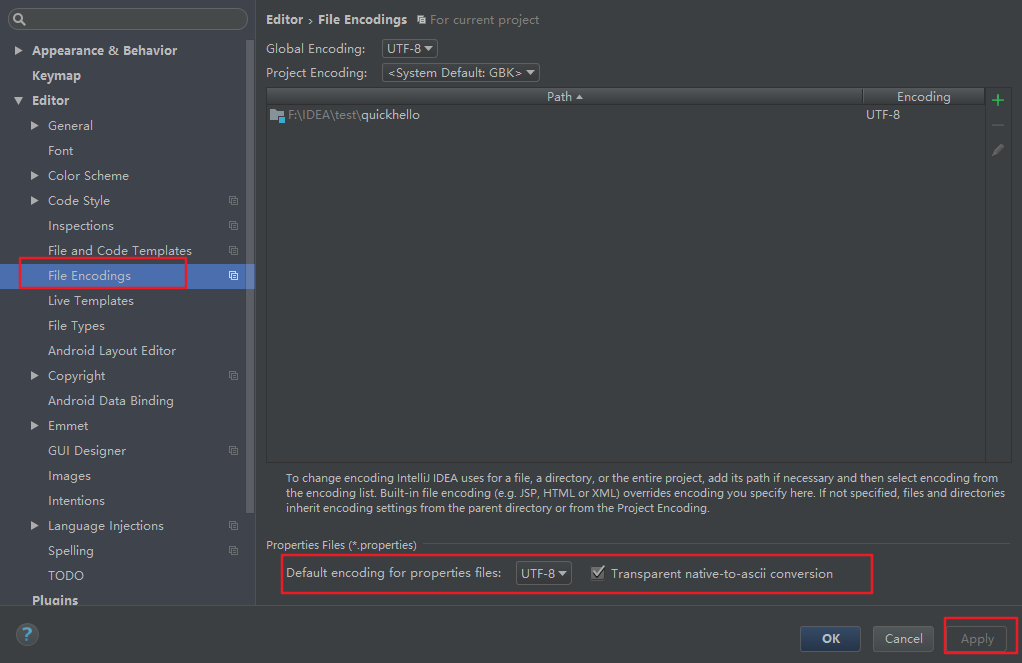 Editor › File Encodings For current project
Appearance & Behavior
Keymap
Editor
General
Font
Color Scheme
Code Style
Inspections
File and Code Templates
File Encodings
Live Templates
File Types
Android Layout Editor
Copyright
Android Data Binding
Emmet
GUI Designer
Images
Intentions
Language Injections
Spelling
TODO
Plugins
Global Encoding: UTF-8
Project Encoding: <System Default: GBK>
Path Encoding
F:\IDEA\test\quickhello UTF-8
To change encoding IntelliJ IDEA uses for a file, a directory, or the entire project, add its path if necessary and then select encoding from
the encoding list. Built-in file encoding (e.g. JSP, HTML or XML) overrides encoding you specify here. If not specified, files and directories
inherit encoding settings from the parent directory or from the Project Encoding.
Properties Files (*.properties)
Default encoding for properties files: UTF-8 Transparent native-to-ascii conversion
? OK Cancel Apply